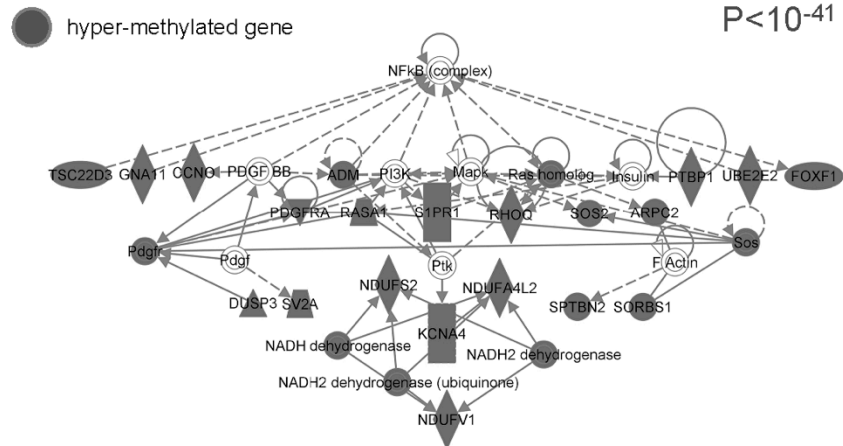 hyper-methylated gene
P<10-41
NFkB (complex)
TSC22D3
GNA11
CCNO
PDGF BB
ADM
PI3K
Mapk
Ras homolog
Insulin
PTBP1
UBE2E2
FOXF1
PDGFRA
RASA1
S1PR1
RHOQ
SOS2
ARPC2
Pdgfr
Pdgf
Ptk
F Actin
Sos
DUSP3
SV2A
NDUFS2
NDUFA4L2
SPTBN2
SORBS1
KCNA4
NADH dehydrogenase
NADH2 dehydrogenase
NADH2 dehydrogenase (ubiquinone)
NDUFV1